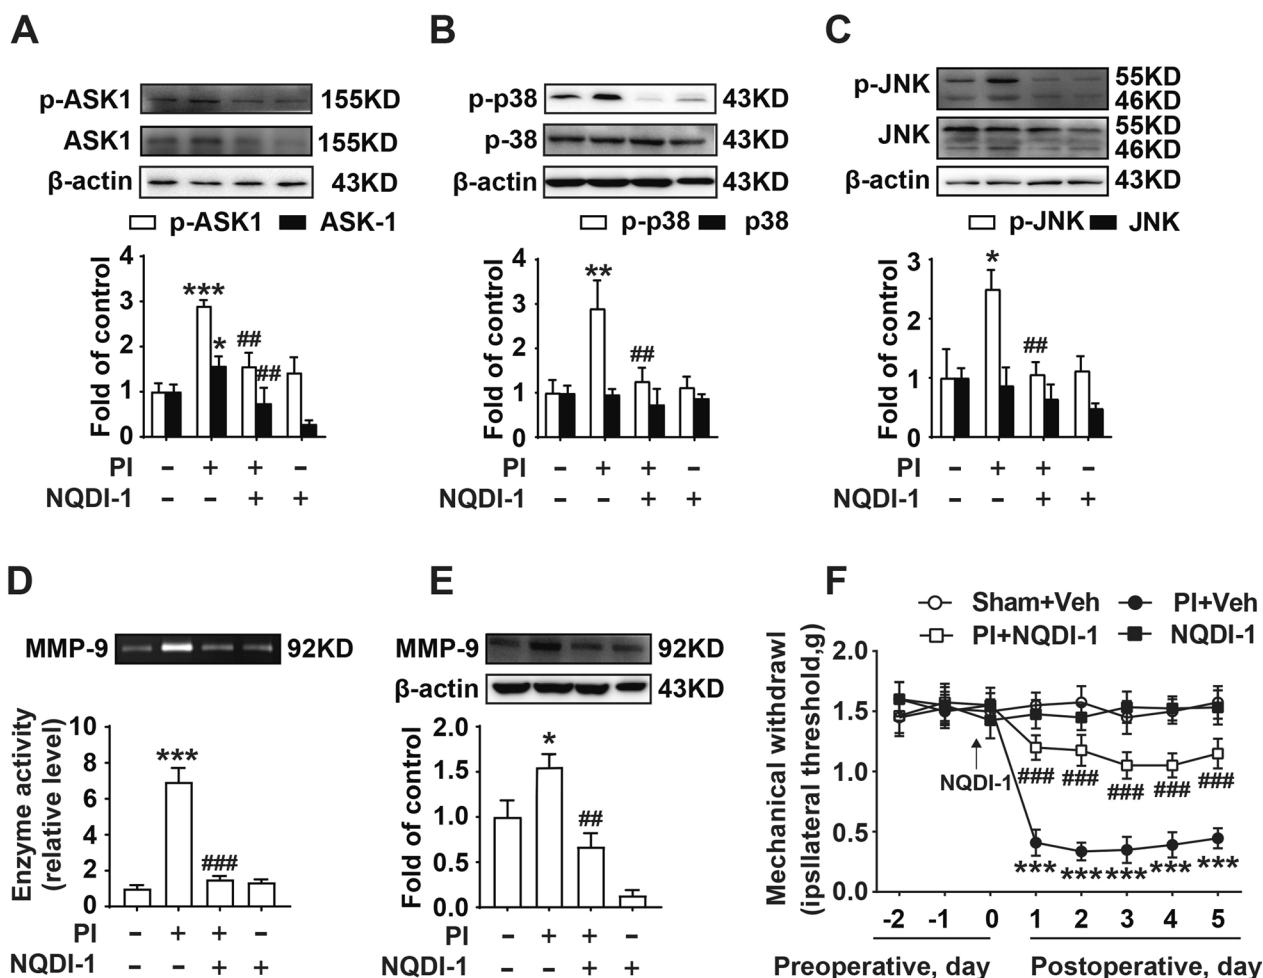 A
p-ASK1 155KD
ASK1 155KD
β-actin 43KD
p-ASK1 ASK-1
Fold of control
4
3
2
1
0
***
*
##
##
PI - + + -
NQDI-1 - - + +
B
p-p38 43KD
p-38 43KD
β-actin 43KD
p-p38 p38
Fold of control
4
3
2
1
0
**
##
PI - + + -
NQDI-1 - - + +
C
p-JNK 55KD
46KD
JNK 55KD
46KD
β-actin 43KD
p-JNK JNK
Fold of control
3
2
1
0
*
##
PI - + + -
NQDI-1 - - + +
D
MMP-9 92KD
Enzyme activity
(relative level)
10
8
6
4
2
0
***
###
PI - + + -
NQDI-1 - - + +
E
MMP-9 92KD
β-actin 43KD
Fold of control
2.0
1.5
1.0
0.5
0.0
*
##
PI - + + -
NQDI-1 - - + +
F
Sham+Veh PI+Veh
PI+NQDI-1 NQDI-1
Mechanical withdrawl
(ipsllateral threshold,g)
2.0
1.5
1.0
0.5
0.0
NQDI-1
### ### ### ### ###
*** *** *** *** ***
-2 -1 0 1 2 3 4 5
Preoperative, day Postoperative, day